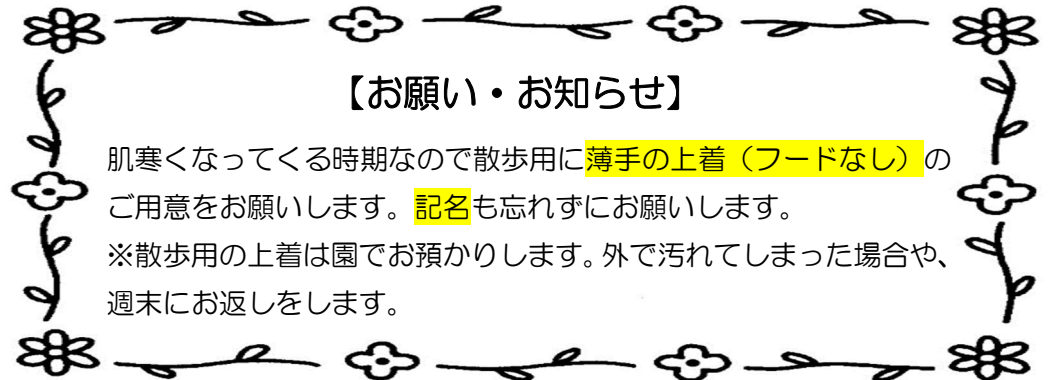 【お願い・お知らせ】
肌寒くなってくる時期なので散歩用に薄手の上着（フードなし）の
ご用意をお願いします。記名も忘れずにお願いします。
※散歩用の上着は園でお預かりします。外で汚れてしまった場合や、
週末にお返しをします。